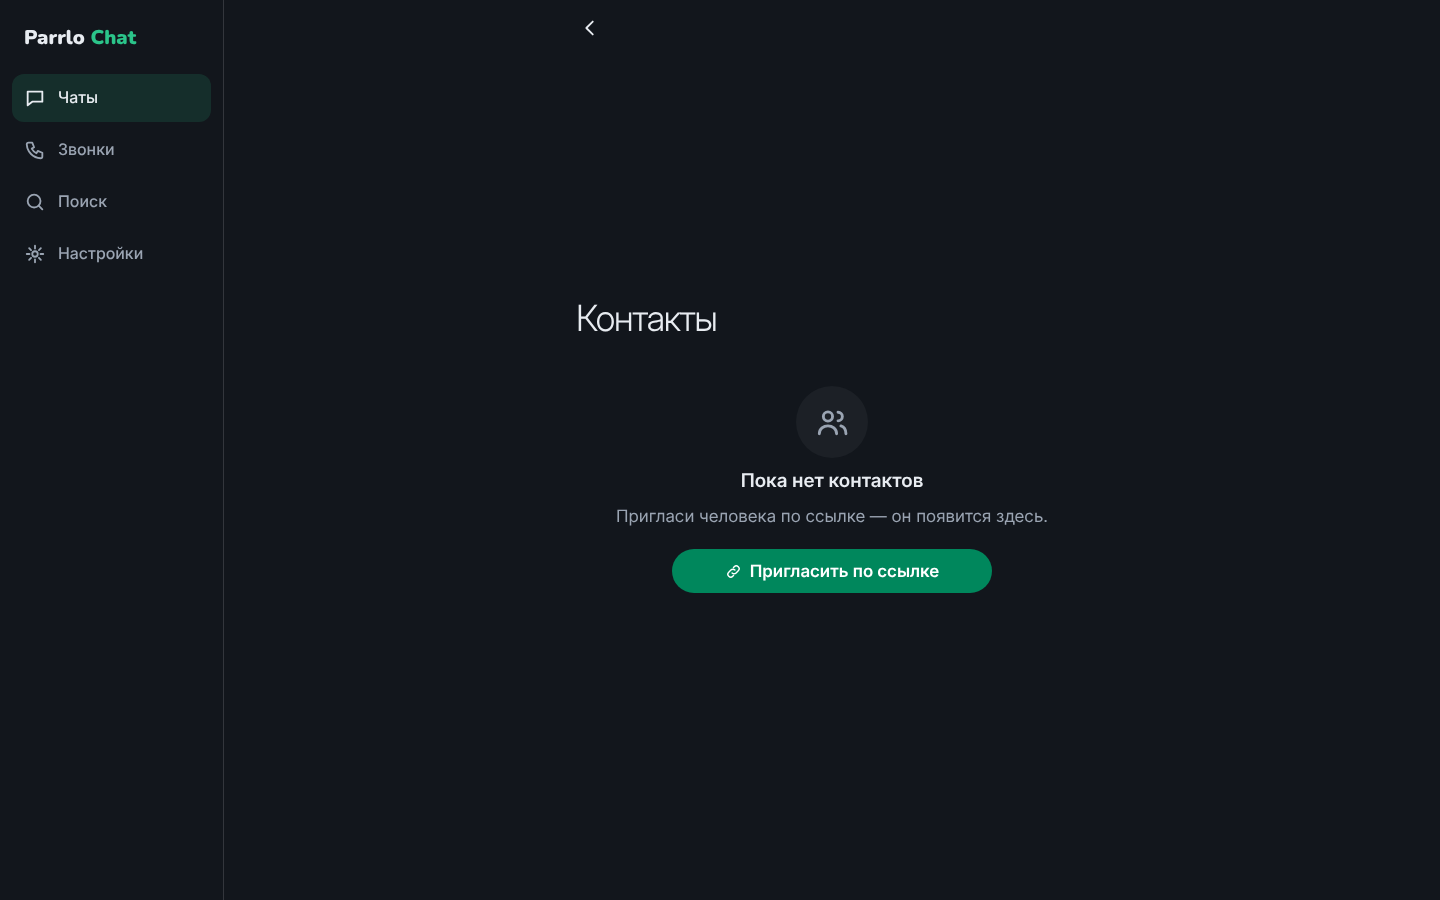 Parrlo Chat
Чаты
Звонки
Поиск
Настройки
Контакты
Пока нет контактов
Пригласи человека по ссылке — он появится здесь.
Пригласить по ссылке